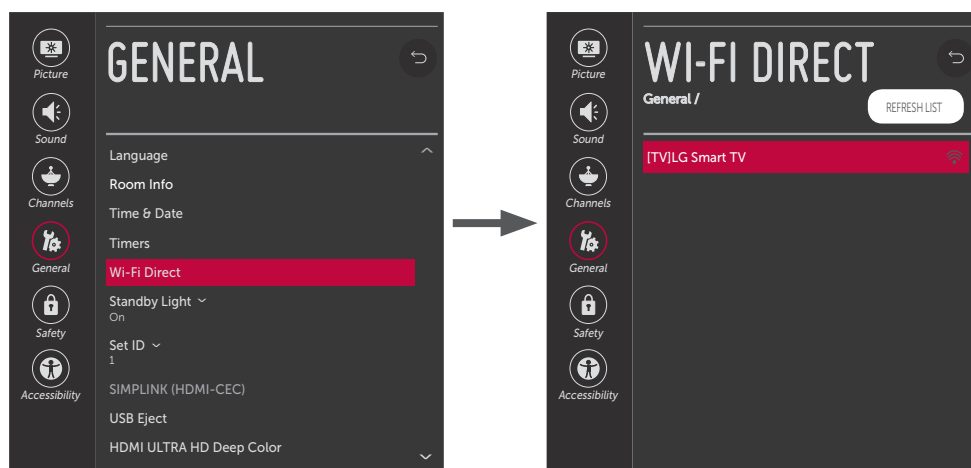 Picture
Sound
Channels
General
Safety
Accessibility
GENERAL
Language
Room Info
Time & Date
Timers
Wi-Fi Direct
Standby Light
On
Set ID
1
SIMPLINK (HDMI-CEC)
USB Eject
HDMI ULTRA HD Deep Color
Picture
Sound
Channels
General
Safety
Accessibility
WI-FI DIRECT
General /
REFRESH LIST
[TV]LG Smart TV